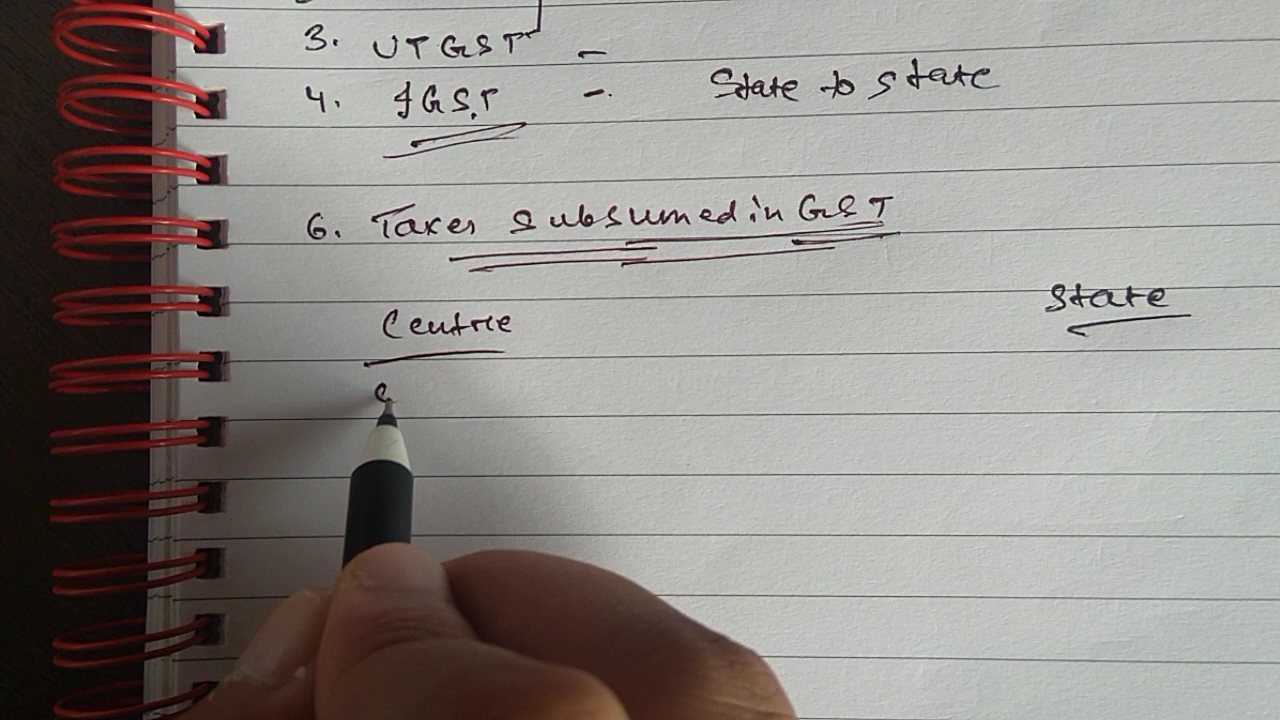 3. UTGST -
4. IGST - State to state
6. Taxes subsumed in GST
Centre State
C